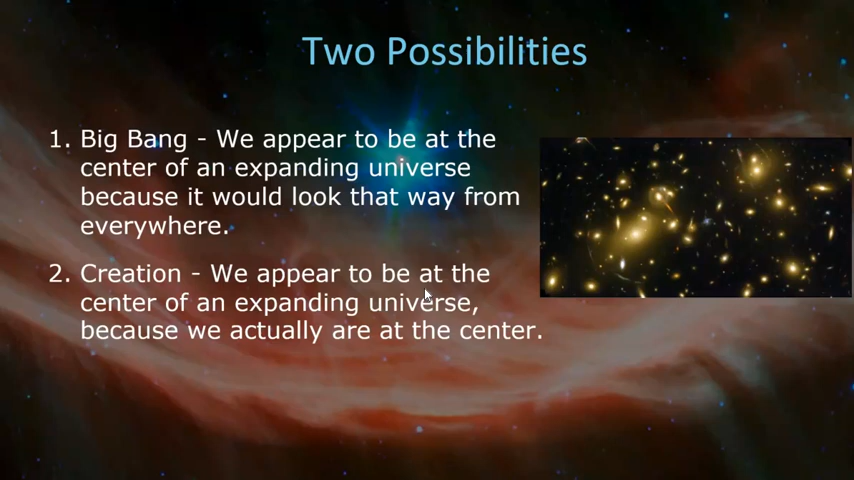 Two Possibilities
1. Big Bang - We appear to be at the
center of an expanding universe
because it would look that way from
everywhere.
2. Creation - We appear to be at the
center of an expanding universe,
because we actually are at the center.